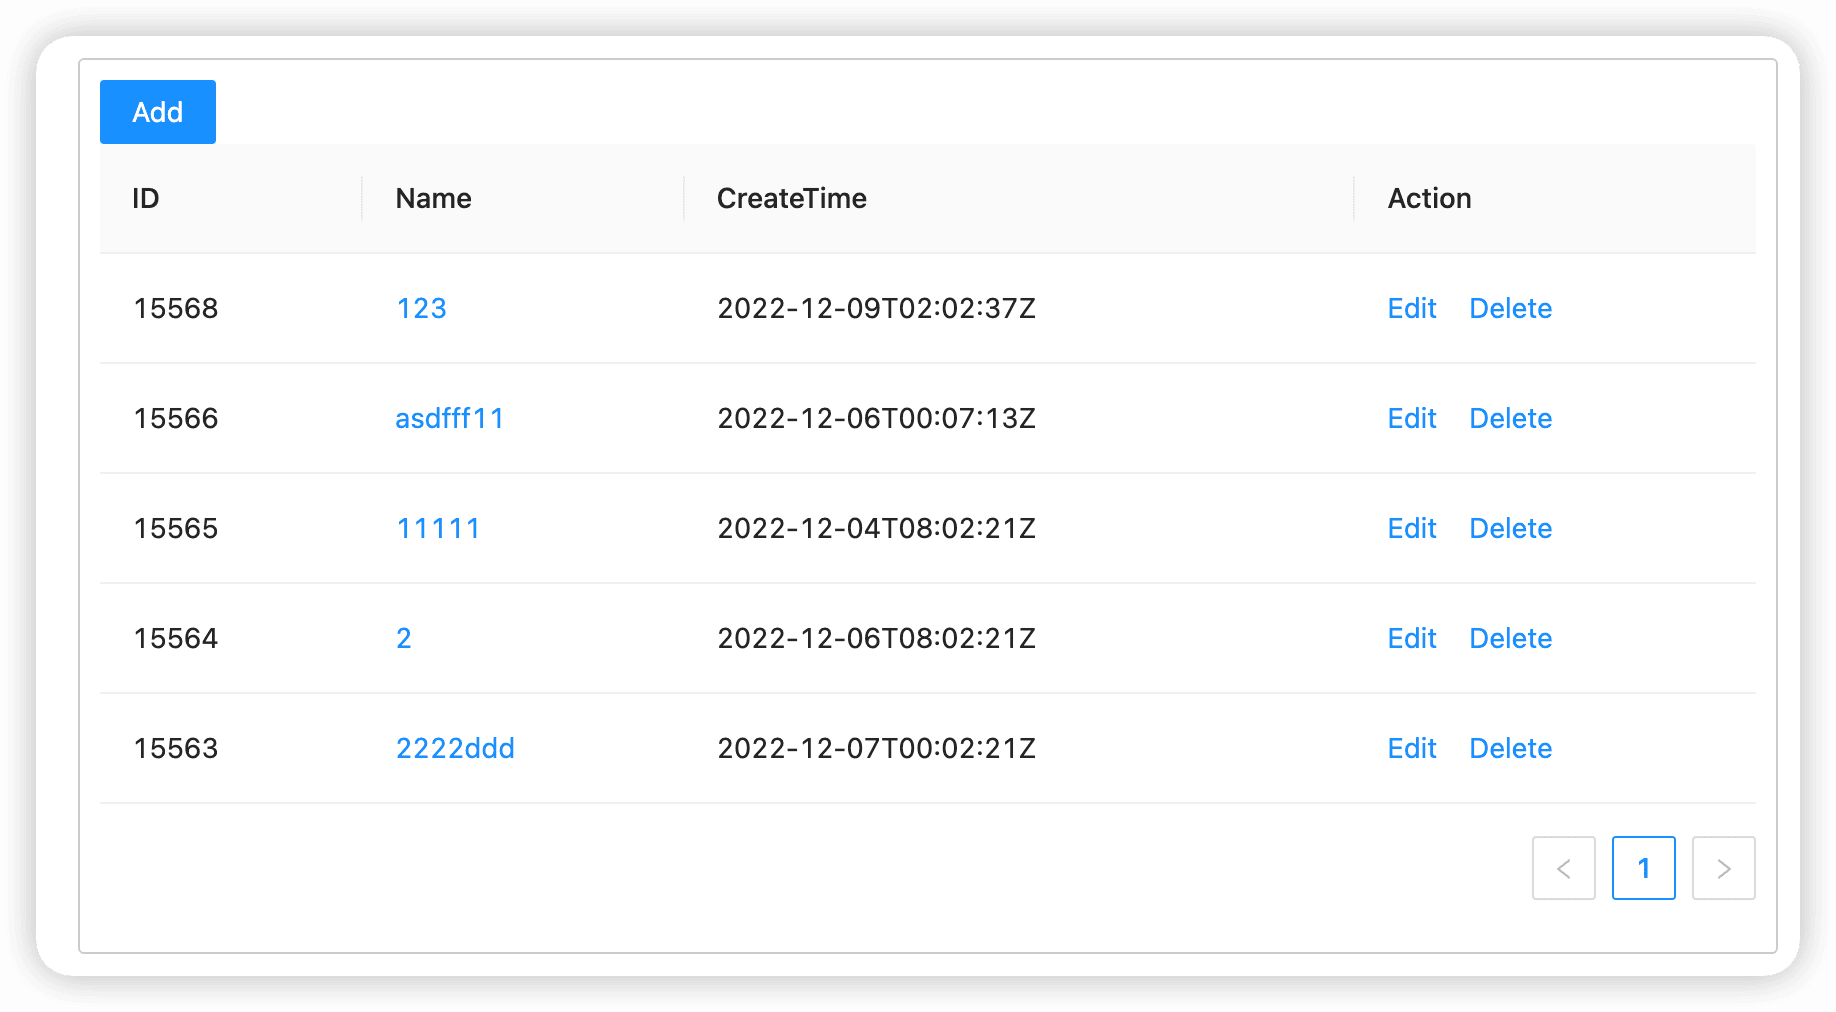 Add
ID Name CreateTime Action
15568 123 2022-12-09T02:02:37Z Edit Delete
15566 asdfff11 2022-12-06T00:07:13Z Edit Delete
15565 11111 2022-12-04T08:02:21Z Edit Delete
15564 2 2022-12-06T08:02:21Z Edit Delete
15563 2222ddd 2022-12-07T00:02:21Z Edit Delete
< 1 >